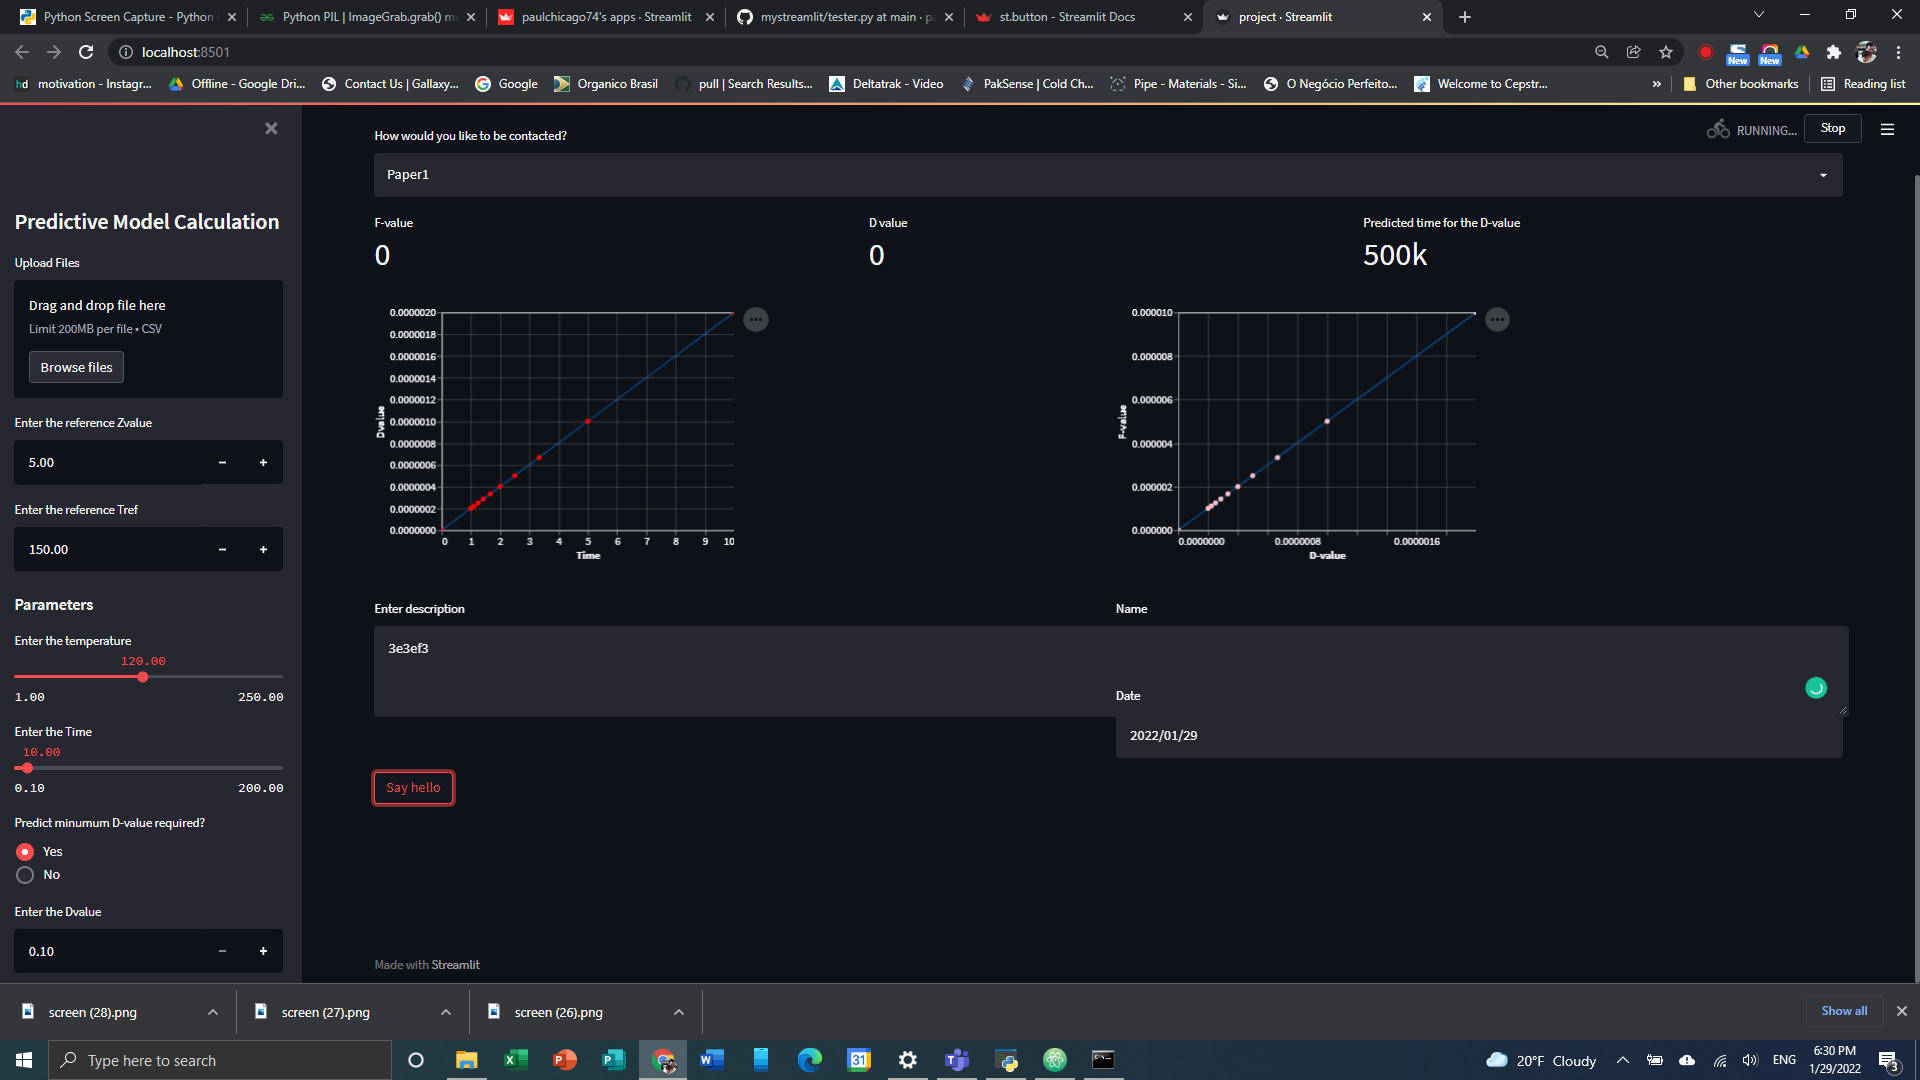 Python Screen Capture - Python
Python PIL | ImageGrab.grab() m
paulchicago74's apps · Streamlit
mystreamlit/tester.py at main · p
st.button - Streamlit Docs
project · Streamlit
localhost:8501
New
New
hd motivation - Instagr...
Offline - Google Dri...
Contact Us | Gallaxy...
Google
Organico Brasil
pull | Search Results...
Deltatrak - Video
PakSense | Cold Ch...
Pipe - Materials - Si...
O Negócio Perfeito...
Welcome to Cepstr...
»
Other bookmarks
Reading list
Predictive Model Calculation
Upload Files
Drag and drop file here
Limit 200MB per file • CSV
Browse files
Enter the reference Zvalue
5.00
Enter the reference Tref
150.00
Parameters
Enter the temperature
120.00
1.00 250.00
Enter the Time
10.00
0.10 200.00
Predict minumum D-value required?
Yes
No
Enter the Dvalue
0.10
RUNNING...
Stop
How would you like to be contacted?
Paper1
F-value
0
D value
0
Predicted time for the D-value
500k
0.0000020
0.0000018
0.0000016
0.0000014
0.0000012
0.0000010
0.0000008
0.0000006
0.0000004
0.0000002
0.0000000
Dvalue
0 1 2 3 4 5 6 7 8 9 10
Time
0.000010
0.000008
0.000006
0.000004
0.000002
0.000000
F-value
0.0000000 0.0000008 0.0000016
D-value
Enter description
3e3ef3
Name
Date
2022/01/29
Say hello
Made with Streamlit
screen (28).png
screen (27).png
screen (26).png
Show all
Type here to search
31
20°F Cloudy
ENG
6:30 PM
1/29/2022
3